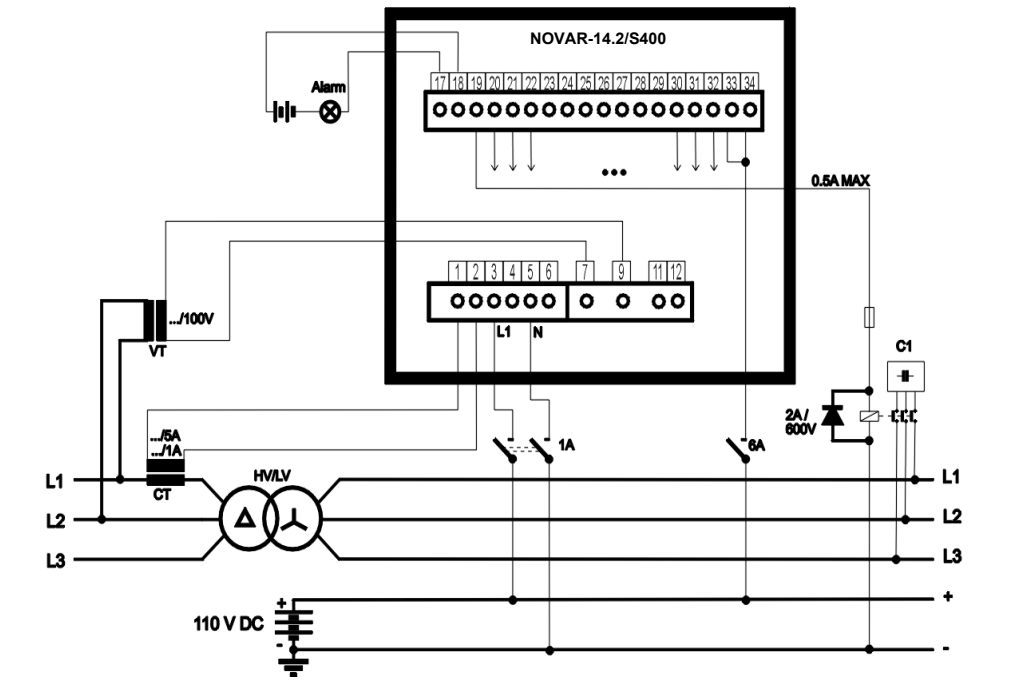 NOVAR-14.2/S400
17 18 19 20 21 22 23 24 25 26 27 28 29 30 31 32 33 34
Alarm
0.5A MAX
1 2 3 4 5 6 7 9 11 12
L1 N
.../100V
VT
C1
2A /
600V
.../5A
.../1A
1A
6A
CT
HV/LV
L1
L1
L2
L2
L3
L3
+
+
110 V DC
-
-